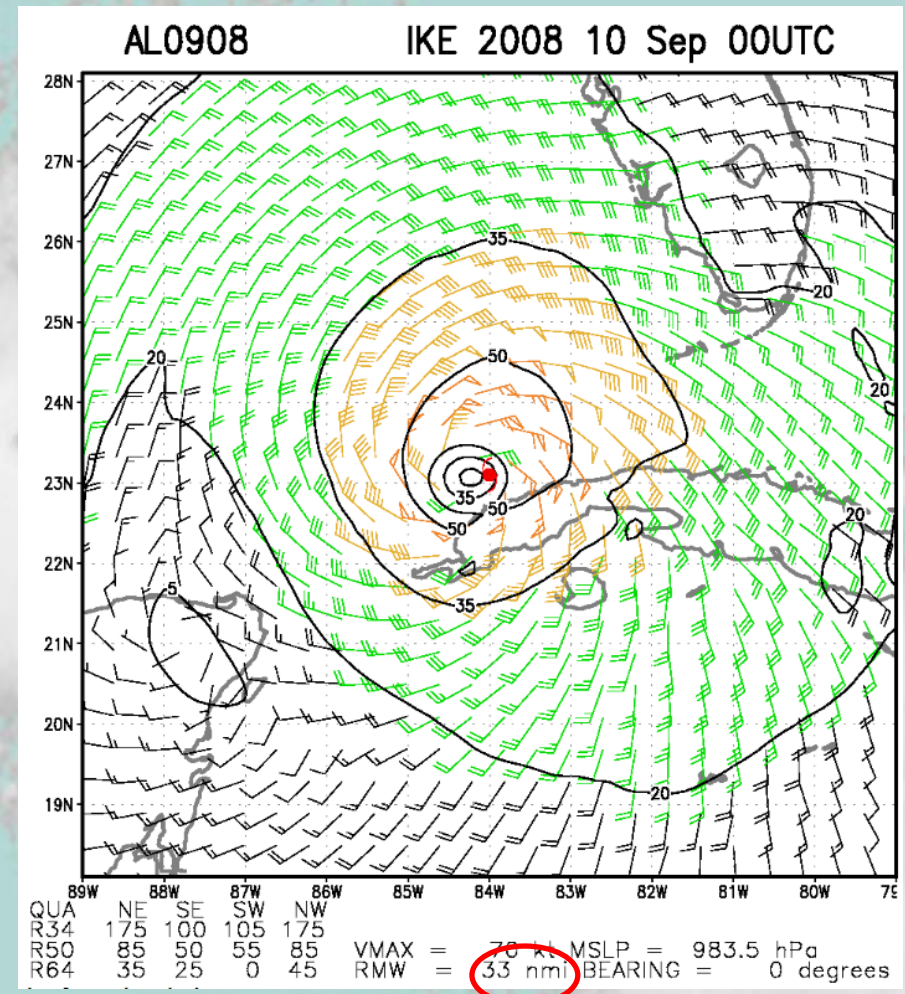 AL0908 IKE 2008 10 Sep 00UTC
28N
27N
26N
25N
24N
23N
22N
21N
20N
19N
35
20
50
20
20
35
50
50
20
5
35
20
89W 88W 87W 86W 85W 84W 83W 82W 81W 80W 79
QUA NE SE SW NW
R34 175 100 105 175
R50 85 50 55 85 VMAX = kt MSLP = 983.5 hPa
R64 35 25 0 45 RMW = 33 nmi BEARING = 0 degrees